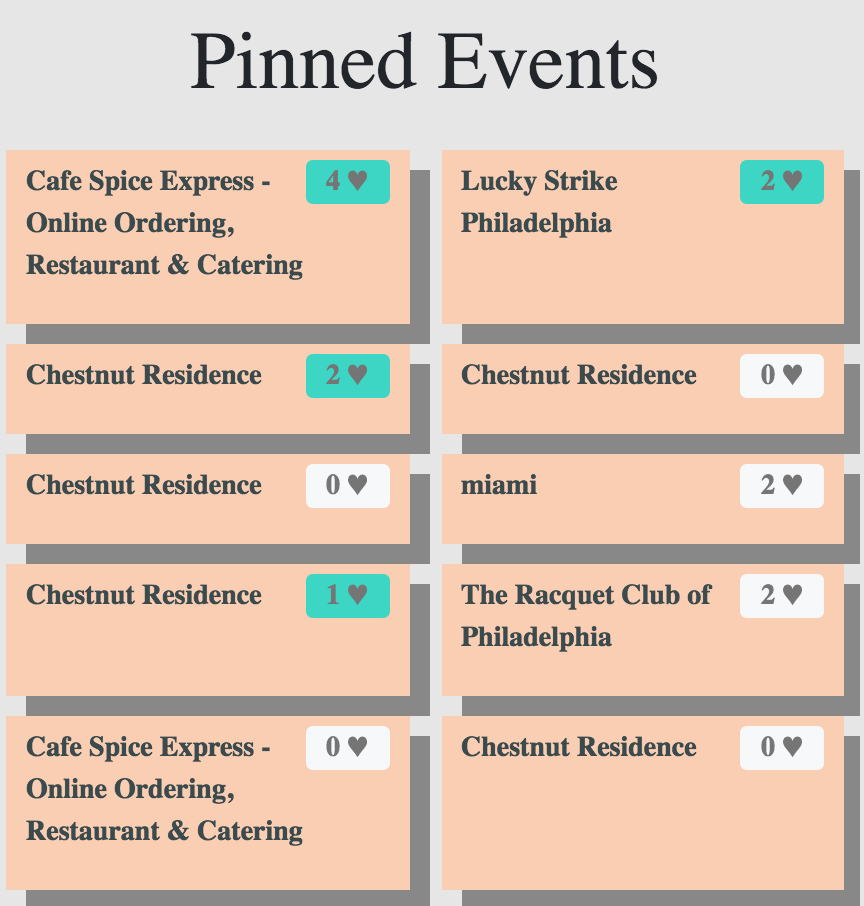 Pinned Events
Cafe Spice Express - 4 ♥
Online Ordering,
Restaurant & Catering
Lucky Strike 2 ♥
Philadelphia
Chestnut Residence 2 ♥
Chestnut Residence 0 ♥
Chestnut Residence 0 ♥
miami 2 ♥
Chestnut Residence 1 ♥
The Racquet Club of 2 ♥
Philadelphia
Cafe Spice Express - 0 ♥
Online Ordering,
Restaurant & Catering
Chestnut Residence 0 ♥